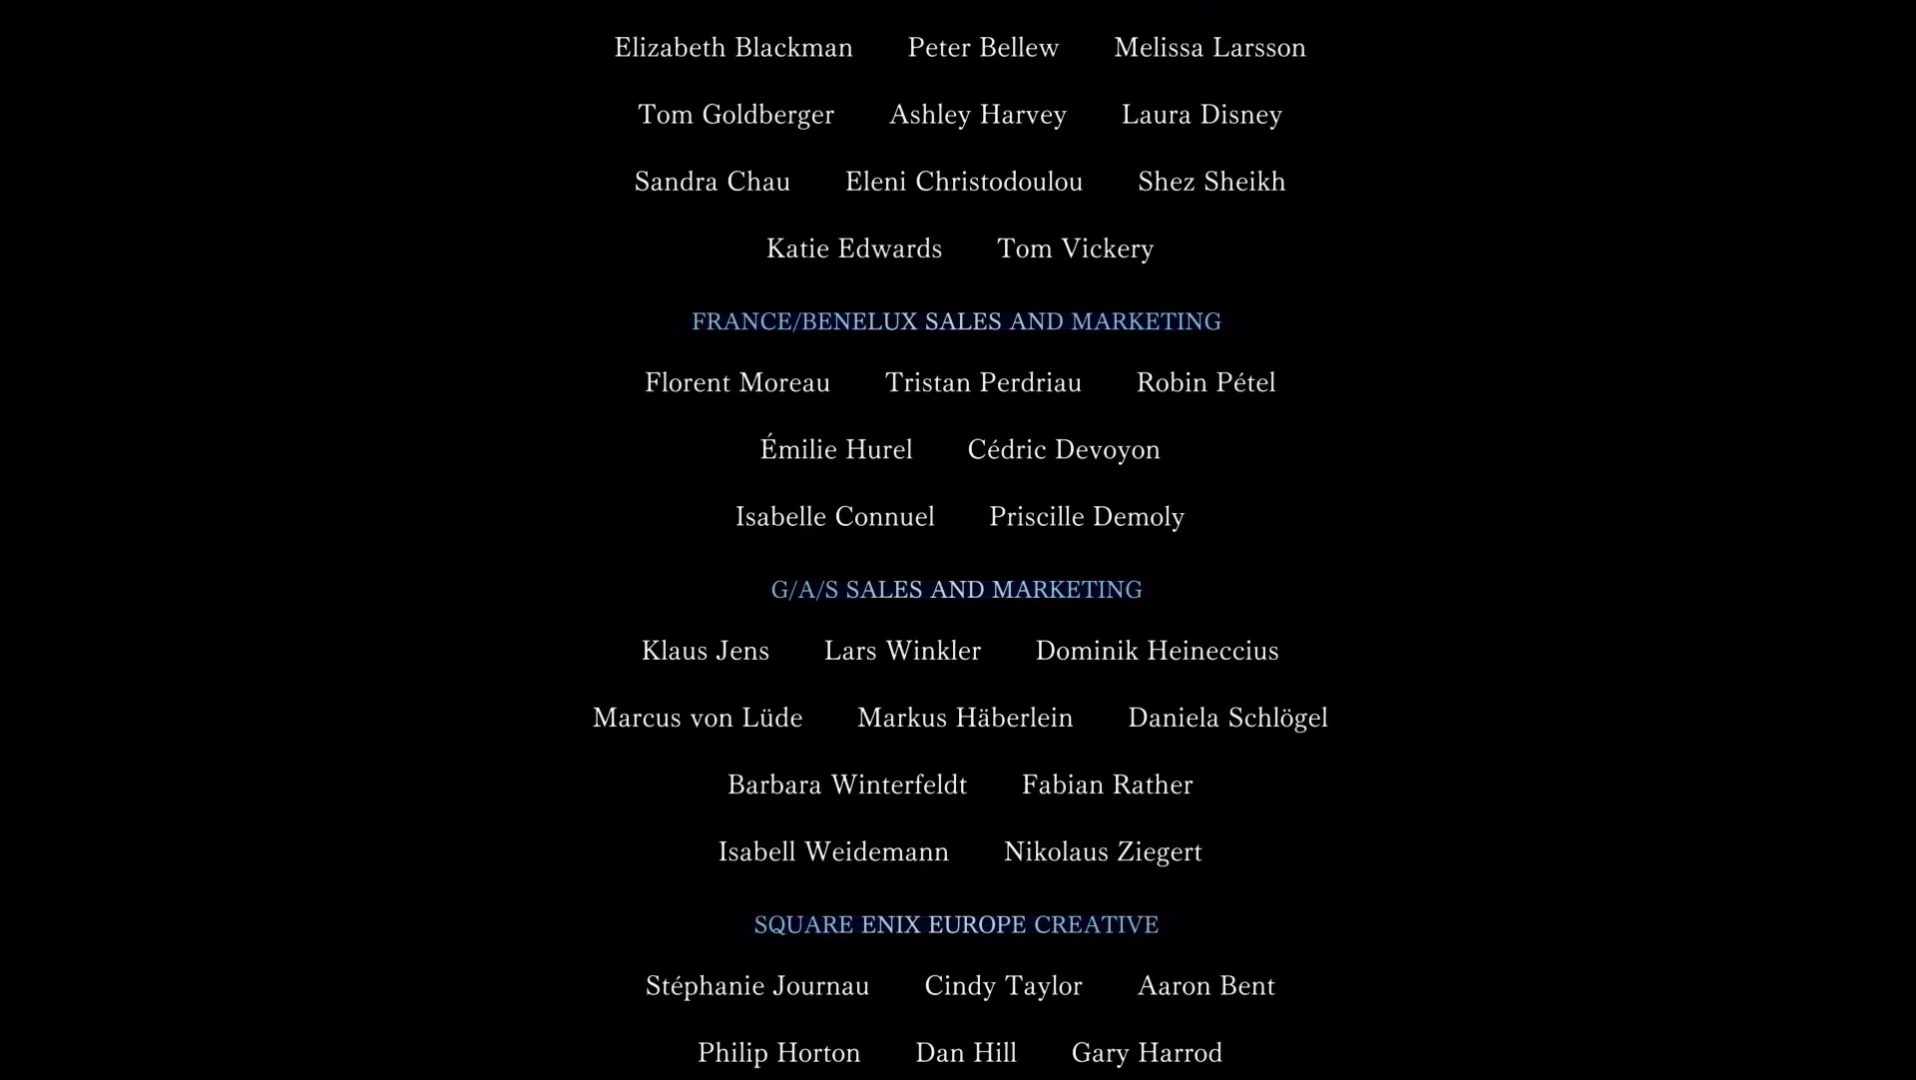 Elizabeth Blackman Peter Bellew Melissa Larsson
Tom Goldberger Ashley Harvey Laura Disney
Sandra Chau Eleni Christodoulou Shez Sheikh
Katie Edwards Tom Vickery
FRANCE/BENELUX SALES AND MARKETING
Florent Moreau Tristan Perdriau Robin Pétel
Émilie Hurel Cédric Devoyon
Isabelle Connuel Priscille Demoly
G/A/S SALES AND MARKETING
Klaus Jens Lars Winkler Dominik Heineccius
Marcus von Lüde Markus Häberlein Daniela Schlögel
Barbara Winterfeldt Fabian Rather
Isabell Weidemann Nikolaus Ziegert
SQUARE ENIX EUROPE CREATIVE
Stéphanie Journau Cindy Taylor Aaron Bent
Philip Horton Dan Hill Gary Harrod